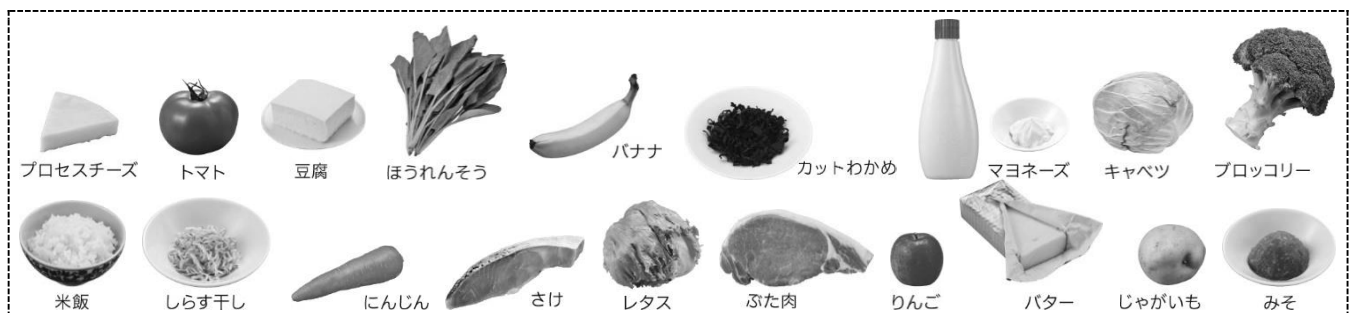 プロセスチーズ
トマト
豆腐
ほうれんそう
バナナ
カットわかめ
マヨネーズ
キャベツ
ブロッコリー
米飯
しらす干し
にんじん
さけ
レタス
ぶた肉
りんご
バター
じゃがいも
みそ